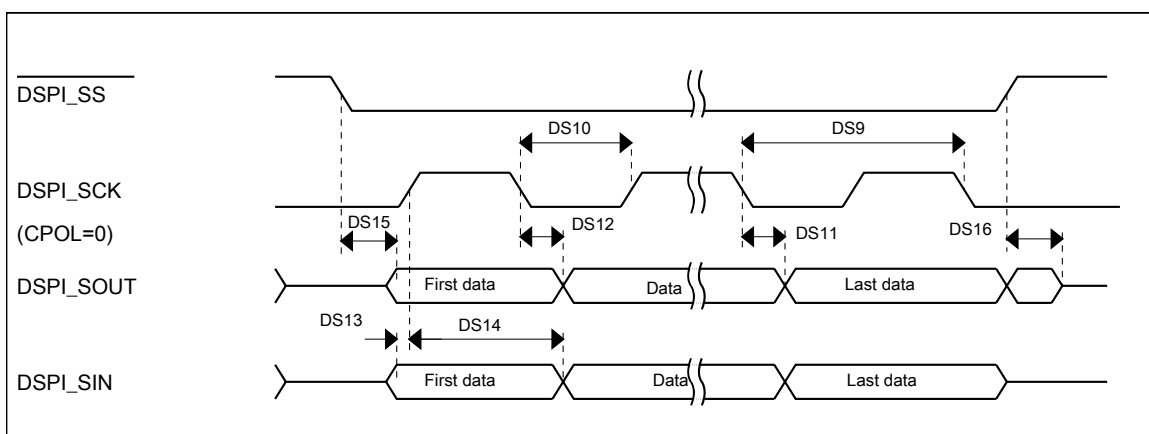 DSPI_SS
DS10
DS9
DSPI_SCK
(CPOL=0)
DS15
DS12
DS11
DS16
DSPI_SOUT
First data
Data
Last data
DS13
DS14
DSPI_SIN
First data
Data
Last data